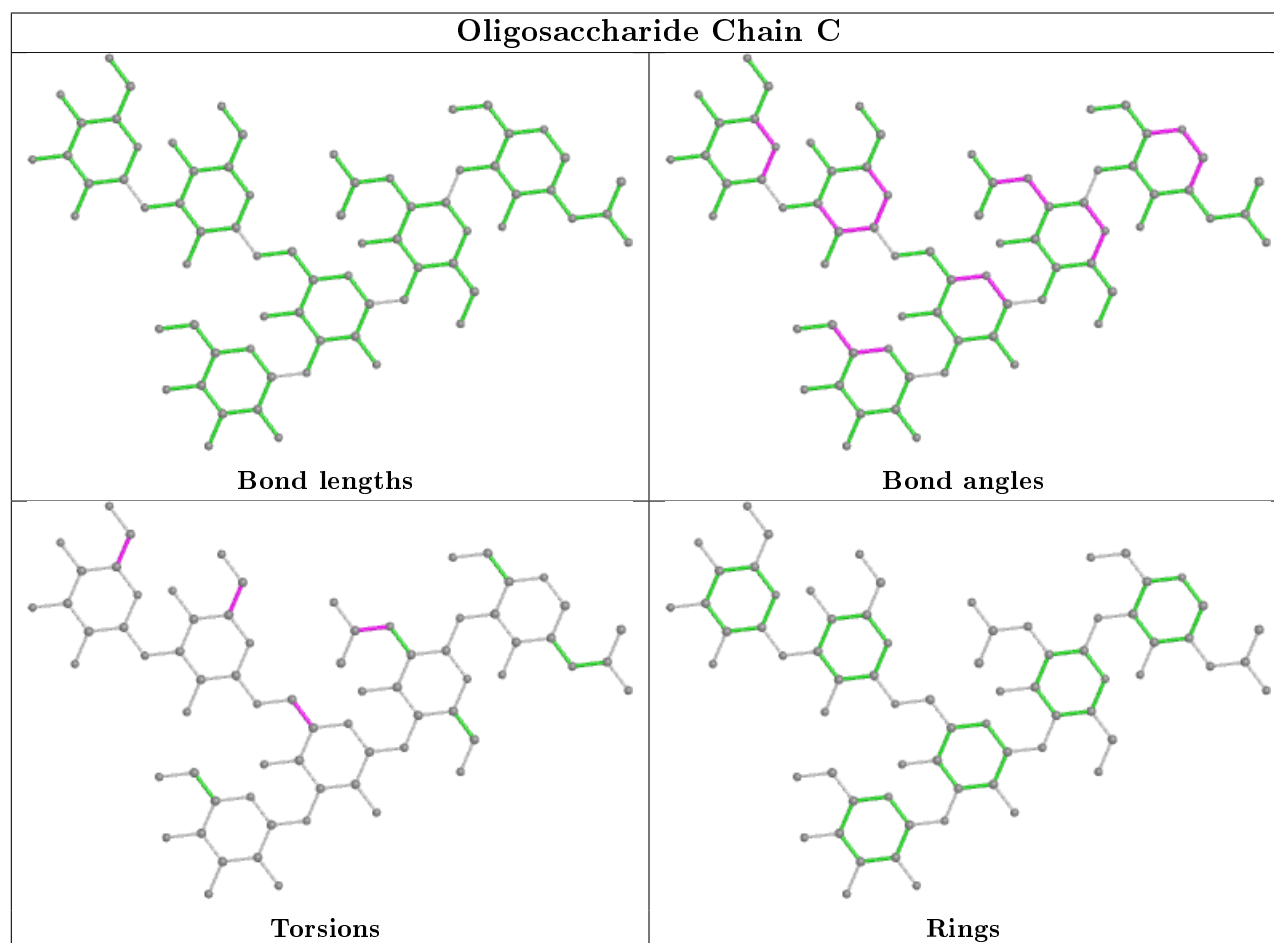 Oligosaccharide Chain C
Bond lengths
Bond angles
Torsions
Rings